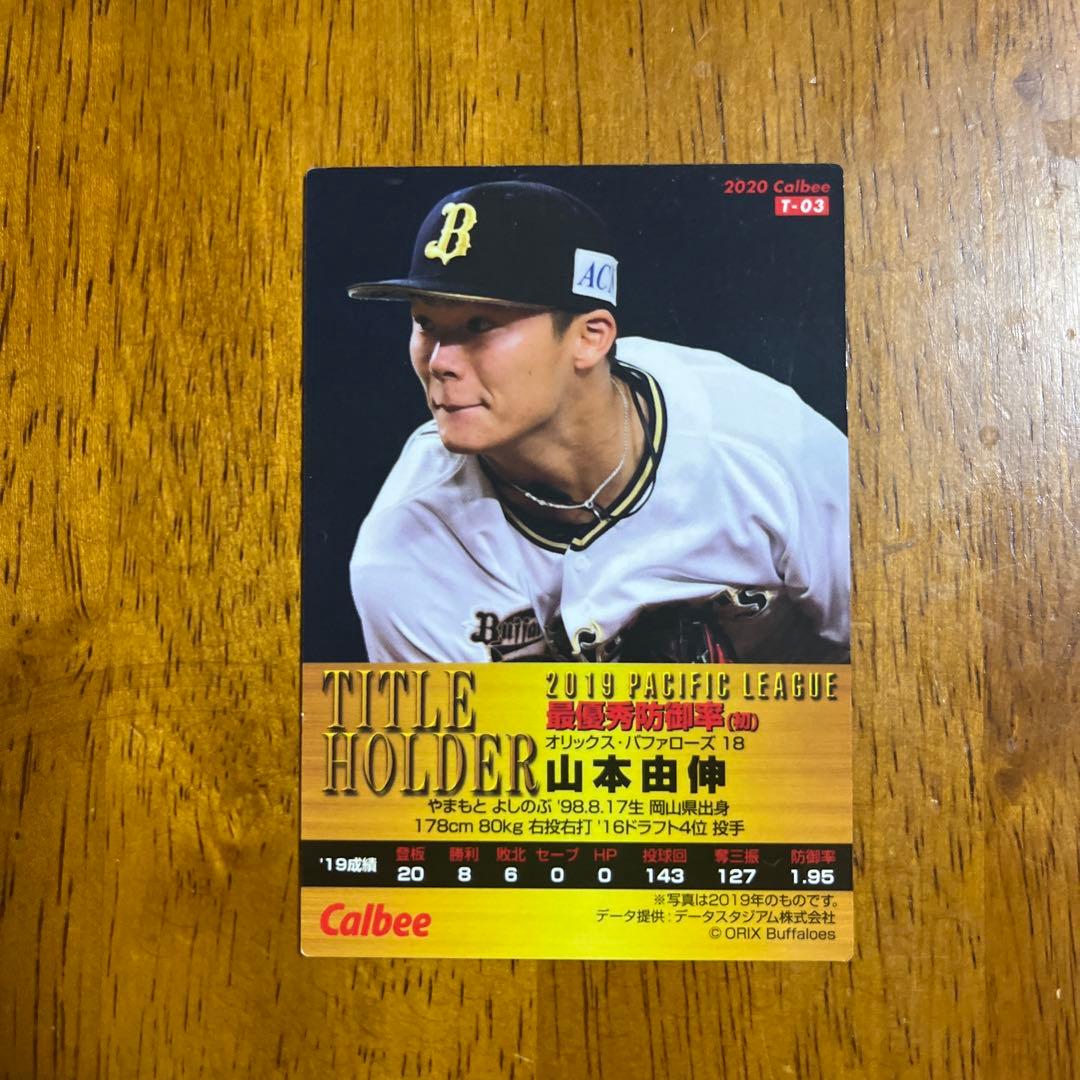 2020 Calbee
T-03
B
Buffa
TITLE
HOLDER
2019 PACIFIC LEAGUE
最優秀防御率(初)
オリックス・バファローズ 18
山本由伸
やまもと よしのぶ '98.8.17生 岡山県出身
178cm 80kg 右投右打 '16ドラフト4位 投手
'19成績 登板 勝利 敗北 セーブ HP 投球回 奪三振 防御率
20 8 6 0 0 143 127 1.95
※写真は2019年のものです。
データ提供:データスタジアム株式会社
© ORIX Buffaloes
Calbee